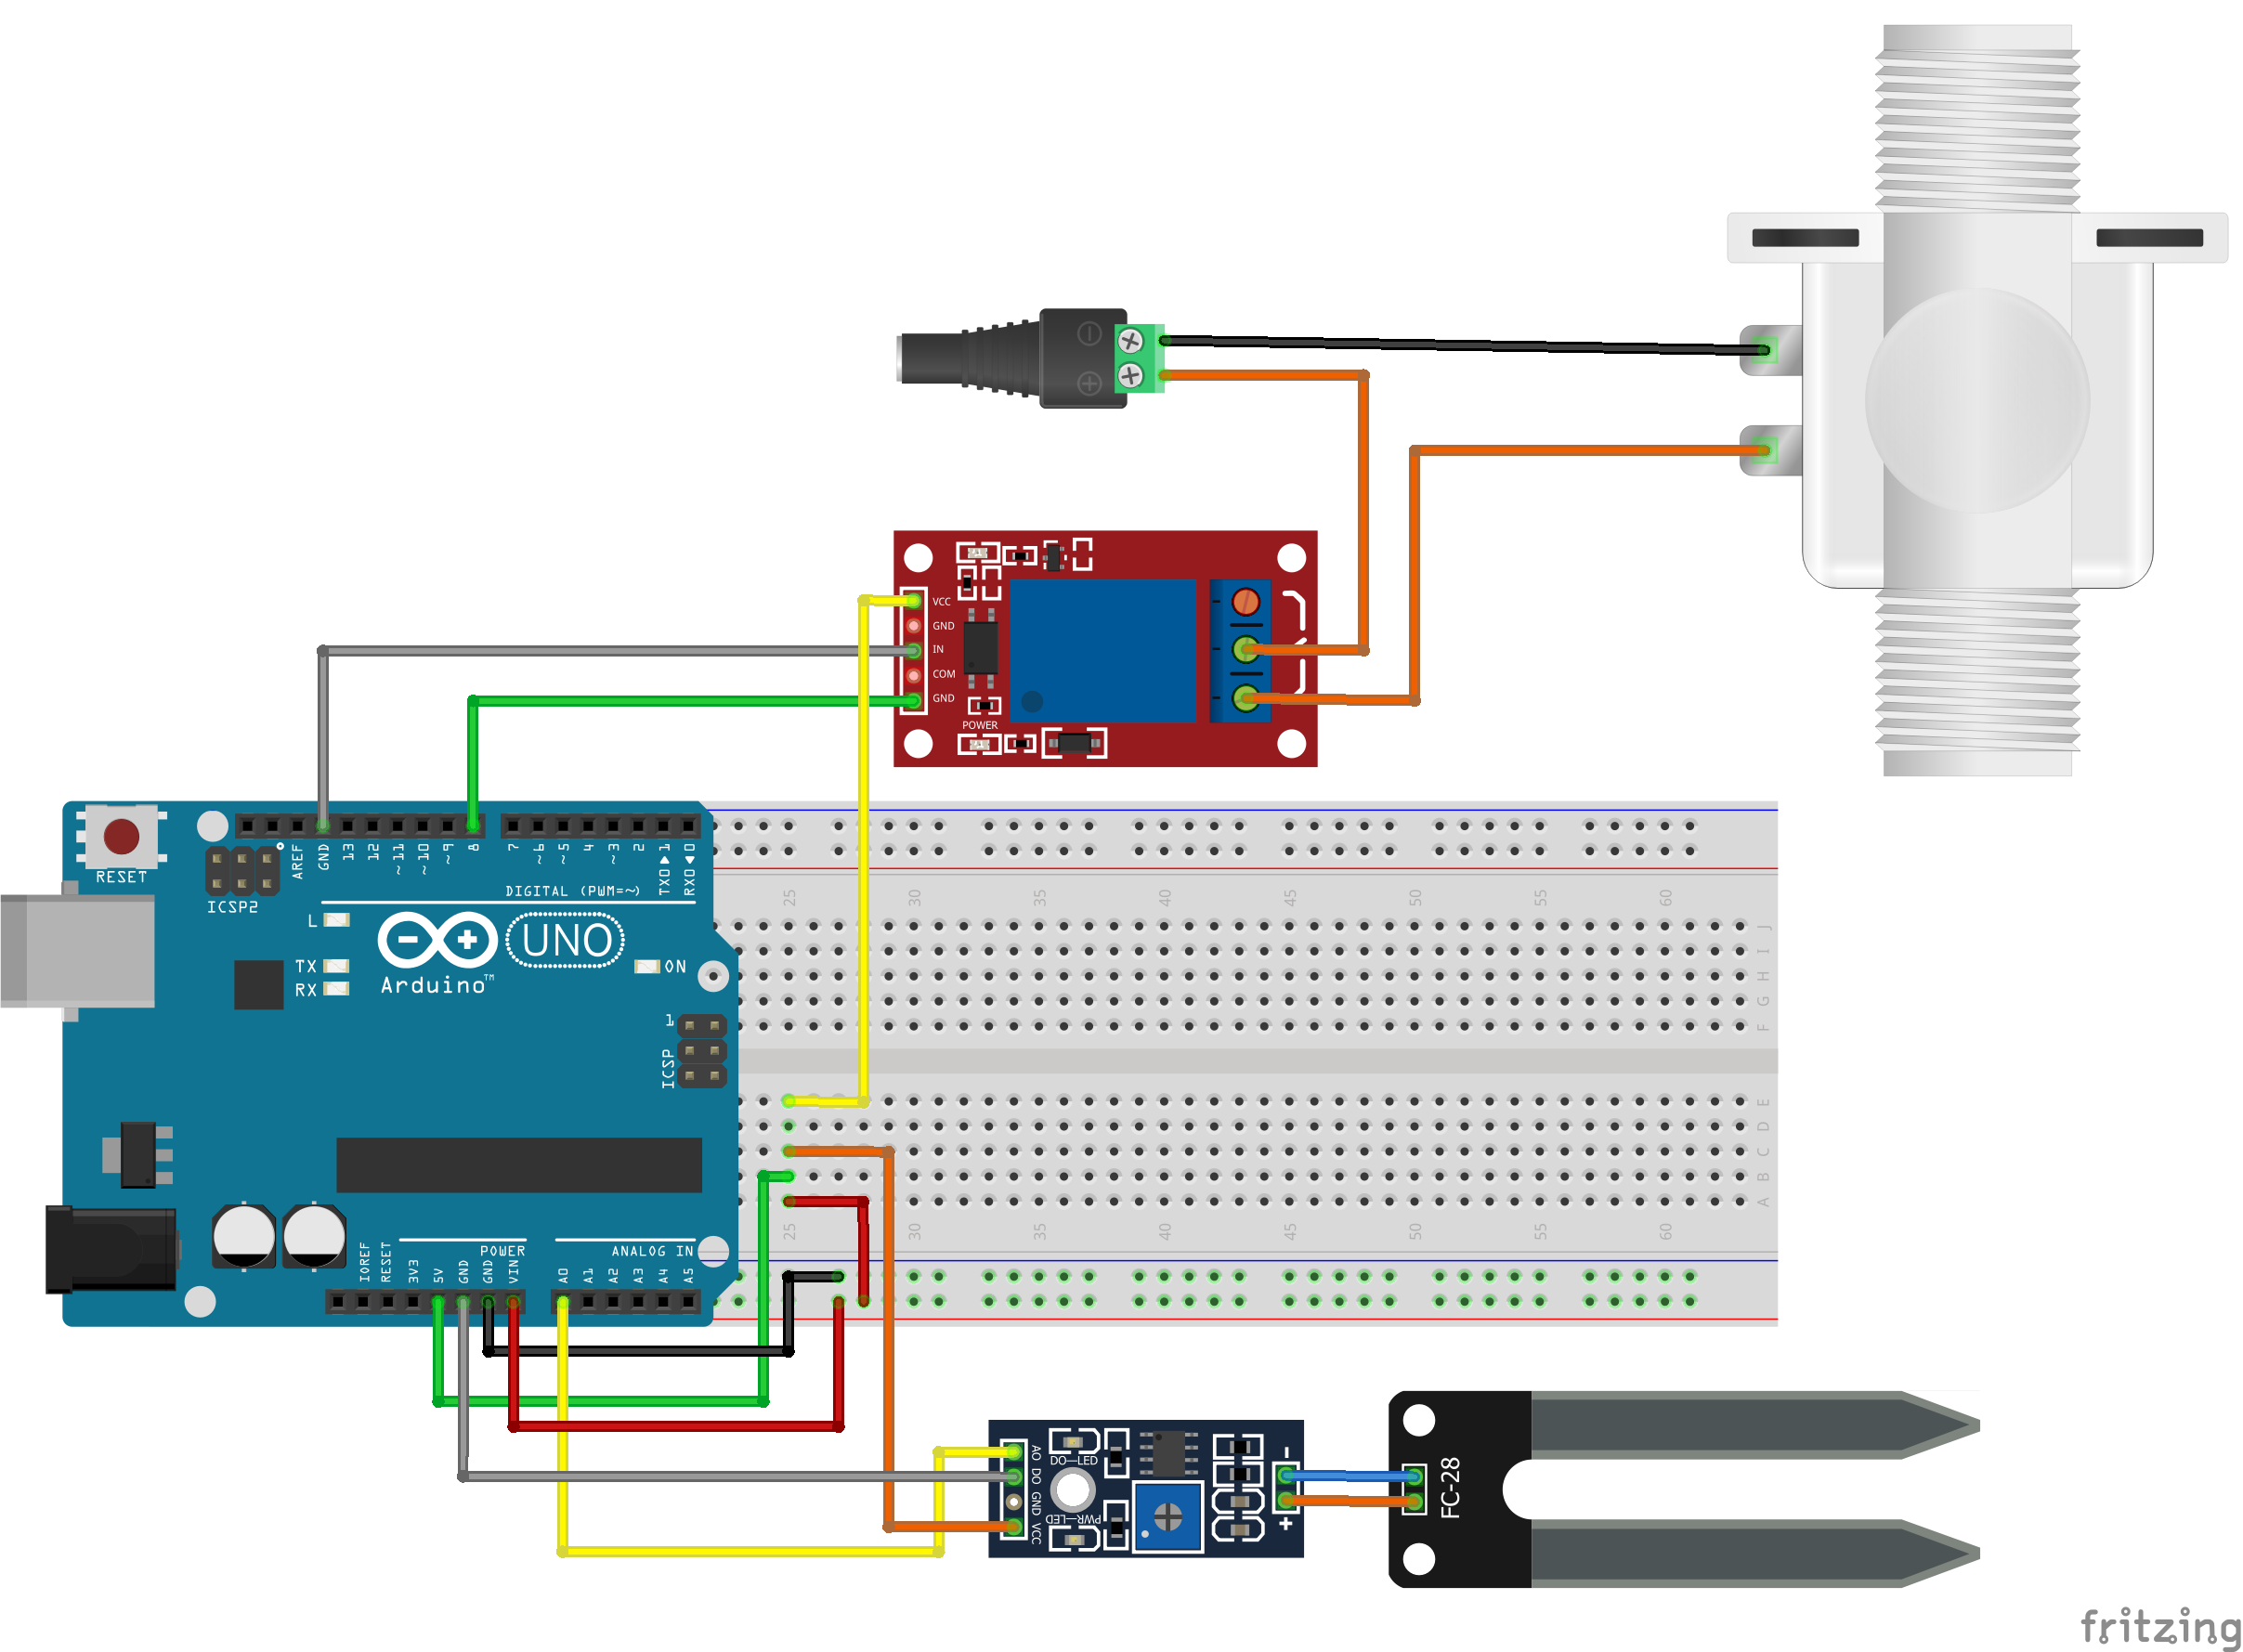 VCC
GND
IN
COM
GND
POWER
RESET
ICSP2
AREF
GND
13
12
~11
~10
~9
8
7
~6
~5
4
~3
2
TX0▶1
RX0◀0
DIGITAL (PWM=~)
L
TX
RX
Arduino™
UNO
ON
1
ICSP
25 30 35 40 45 50 55 60
J
I
H
G
F
E
D
C
B
A
25 30 35 40 45 50 55 60
POWER
ANALOG IN
IOREF
RESET
3V3
5V
GND
GND
VIN
A0
A1
A2
A3
A4
A5
AO
DO
GND
VCC
DO—LED
PWR—LED
-
+
FC-28
fritzing